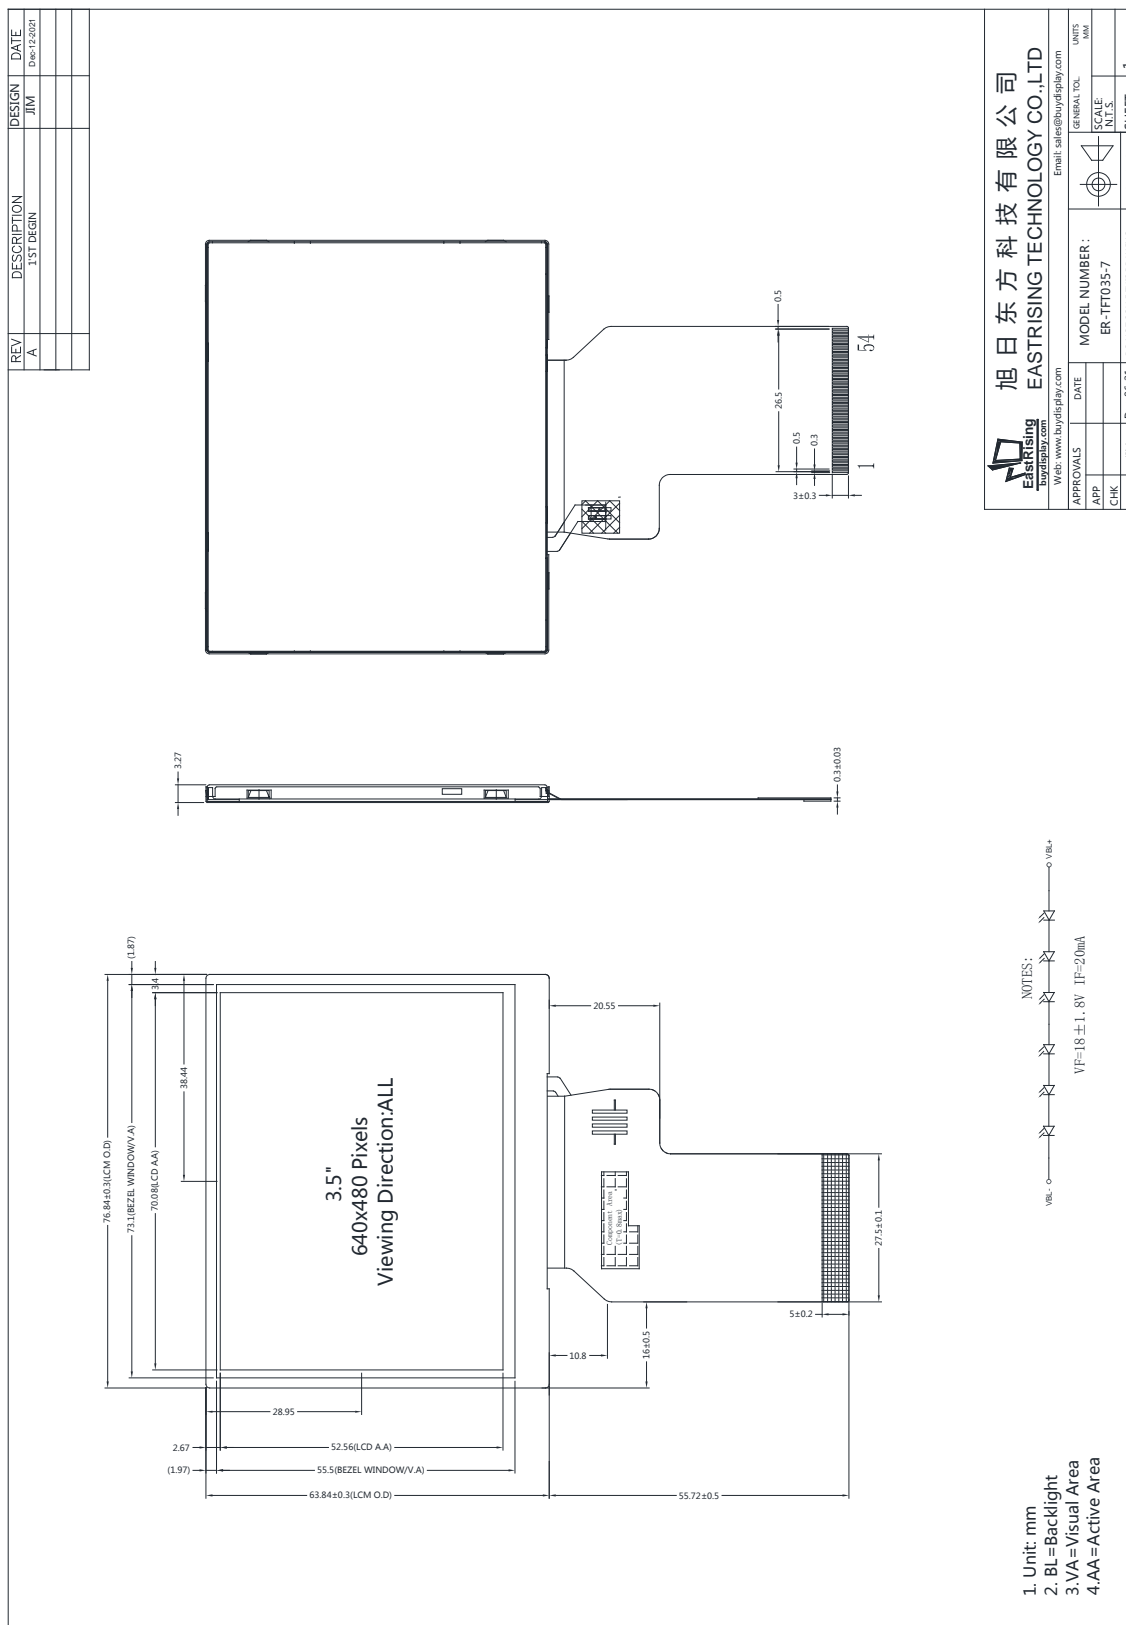 REV
DESCRIPTION
DESIGN
DATE
A
1'ST DEGIN
JIM
Dec-12-2021
0.5
26.5
0.5
0.3
3±0.3
1
54
3.27
0.3±0.03
76.84±0.3(LCM O.D)
73.1(BEZEL WINDOW/V.A)
70.08(LCD A.A)
38.44
3.4
(1.87)
3.5"
640x480 Pixels
Viewing Direction:ALL
20.55
Component Area
(T=0.8max)
27.5±0.1
5±0.2
10.8
16±0.5
28.95
2.67
52.56(LCD A.A)
(1.97)
55.5(BEZEL WINDOW/V.A)
63.84±0.3(LCM O.D)
55.72±0.5
NOTES:
VBL-
VBL+
VF=18±1.8V IF=20mA
1. Unit: mm
2. BL=Backlight
3.VA=Visual Area
4.AA=Active Area
EastRising
buydisplay.com
旭日东方科技有限公司
EASTRISING TECHNOLOGY CO.,LTD
Web: www.buydisplay.com
Email: sales@buydisplay.com
APPROVALS
DATE
APP
CHK
MODEL NUMBER :
ER-TFT035-7
GENERAL TOL.
UNITS
MM
SCALE:
N.T.S.